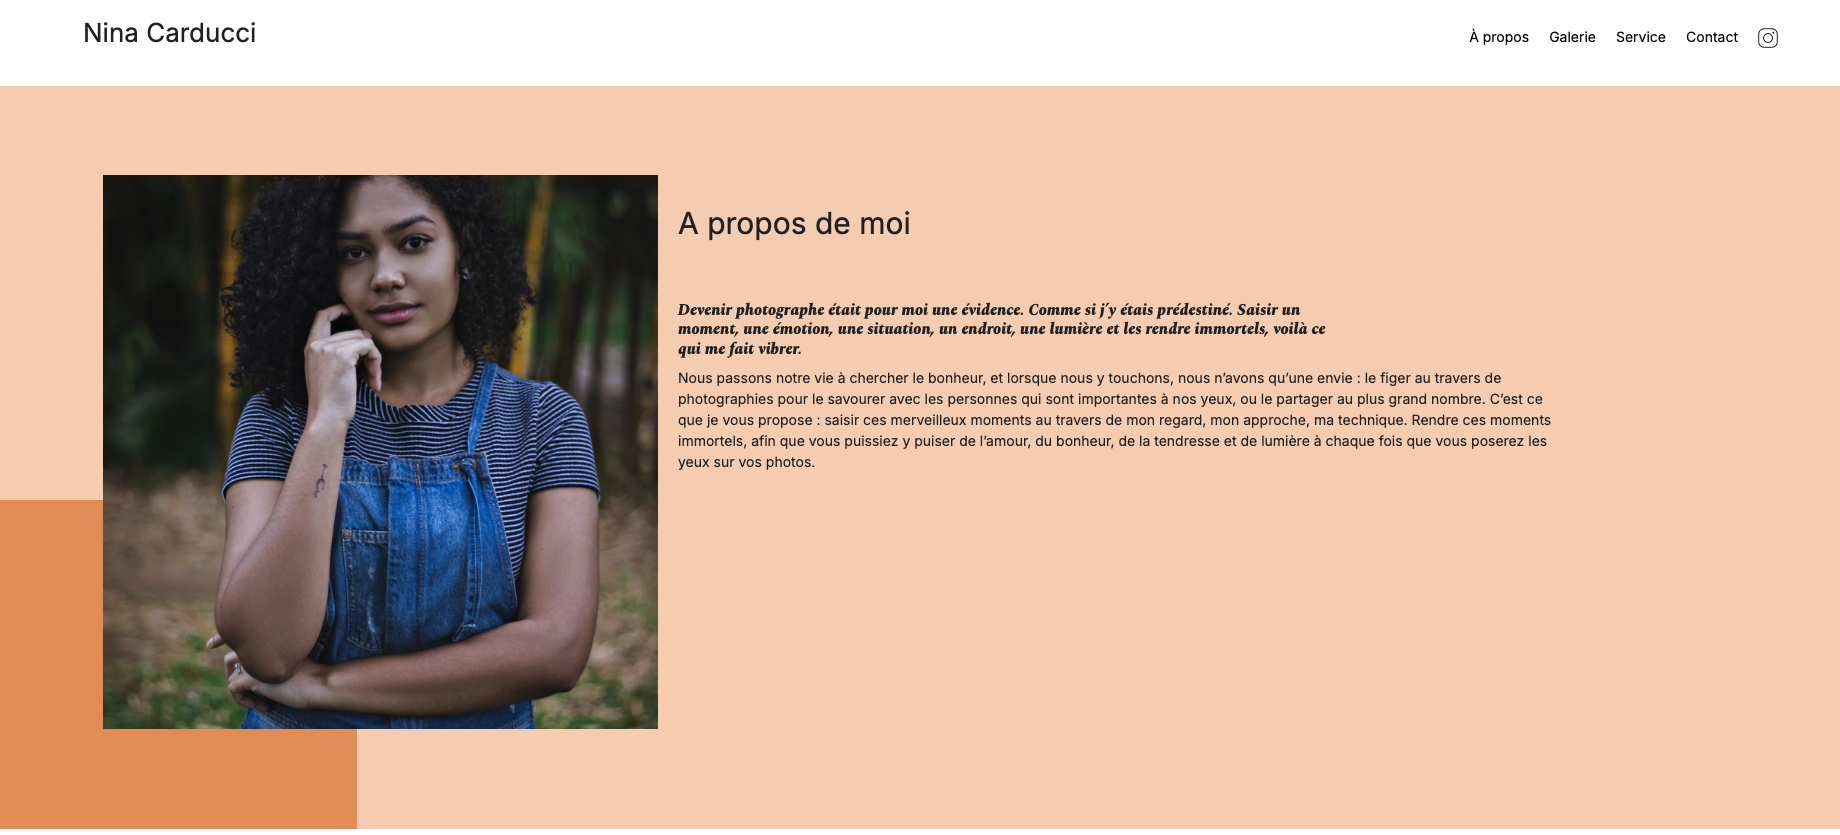 Nina Carducci
À propos Galerie Service Contact
A propos de moi
Devenir photographe était pour moi une évidence. Comme si j'y étais prédestiné. Saisir un
moment, une émotion, une situation, un endroit, une lumière et les rendre immortels, voilà ce
qui me fait vibrer.
Nous passons notre vie à chercher le bonheur, et lorsque nous y touchons, nous n’avons qu’une envie : le figer au travers de
photographies pour le savourer avec les personnes qui sont importantes à nos yeux, ou le partager au plus grand nombre. C’est ce
que je vous propose : saisir ces merveilleux moments au travers de mon regard, mon approche, ma technique. Rendre ces moments
immortels, afin que vous puissiez y puiser de l’amour, du bonheur, de la tendresse et de lumière à chaque fois que vous poserez les
yeux sur vos photos.